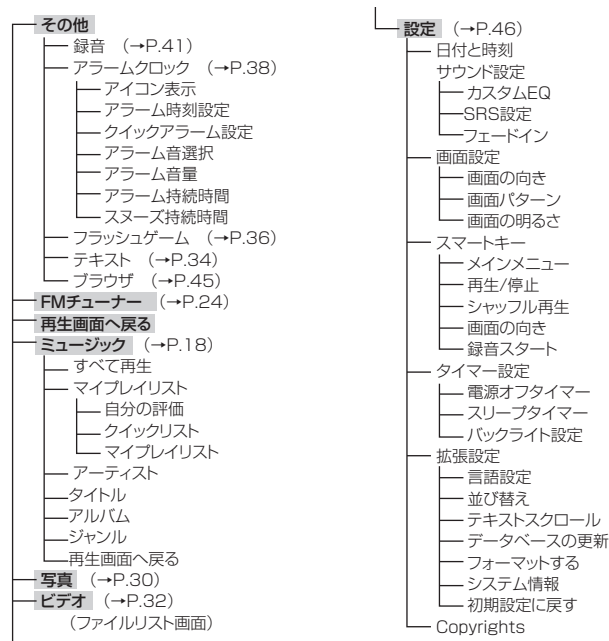 その他
録音 (→P.41)
アラームクロック (→P.38)
アイコン表示
アラーム時刻設定
クイックアラーム設定
アラーム音選択
アラーム音量
アラーム持続時間
スヌーズ持続時間
フラッシュゲーム (→P.36)
テキスト (→P.34)
ブラウザ (→P.45)
FMチューナー (→P.24)
再生画面へ戻る
ミュージック (→P.18)
すべて再生
マイプレイリスト
自分の評価
クイックリスト
マイプレイリスト
アーティスト
タイトル
アルバム
ジャンル
再生画面へ戻る
写真 (→P.30)
ビデオ (→P.32)
(ファイルリスト画面)
設定 (→P.46)
日付と時刻
サウンド設定
カスタムEQ
SRS設定
フェードイン
画面設定
画面の向き
画面パターン
画面の明るさ
スマートキー
メインメニュー
再生/停止
シャッフル再生
画面の向き
録音スタート
タイマー設定
電源オフタイマー
スリープタイマー
バックライト設定
拡張設定
言語設定
並び替え
テキストスクロール
データベースの更新
フォーマットする
システム情報
初期設定に戻す
Copyrights